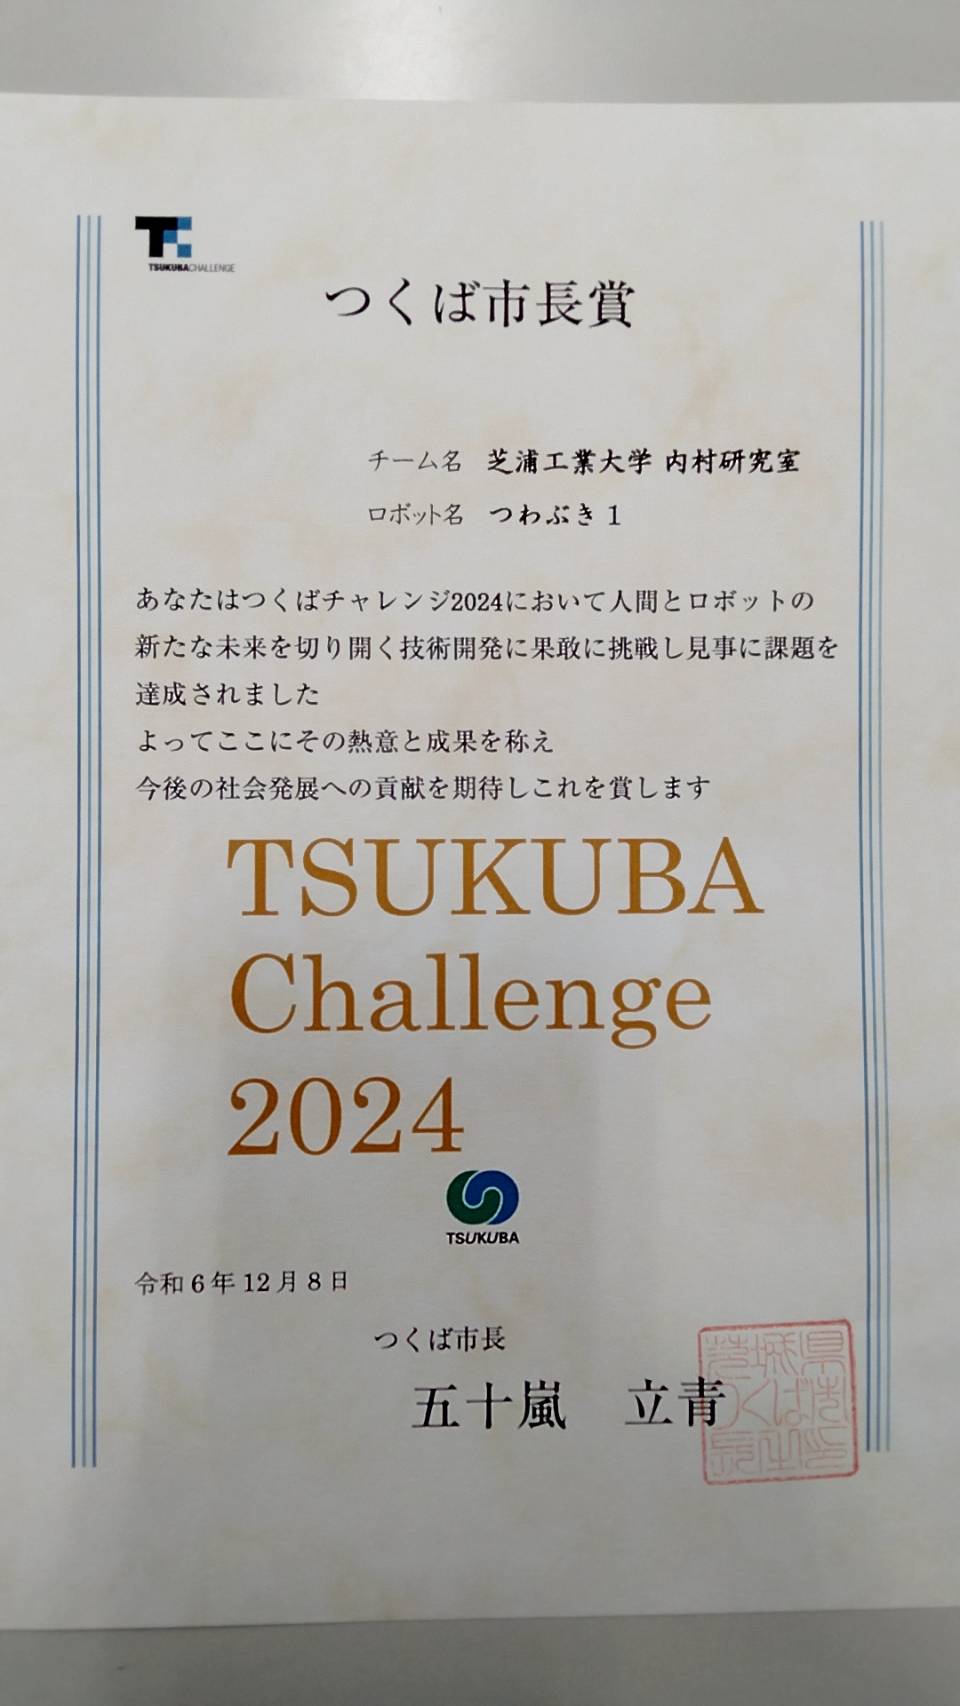 TSUKUBACHALLENGE
つくば市長賞
チーム名 芝浦工業大学 内村研究室
ロボット名 つわぶき1
あなたはつくばチャレンジ2024において人間とロボットの
新たな未来を切り開く技術開発に果敢に挑戦し見事に課題を
達成されました
よってここにその熱意と成果を称え
今後の社会発展への貢献を期待しこれを賞します
TSUKUBA
Challenge
2024
TSUKUBA
令和6年12月8日
つくば市長
五十嵐 立青